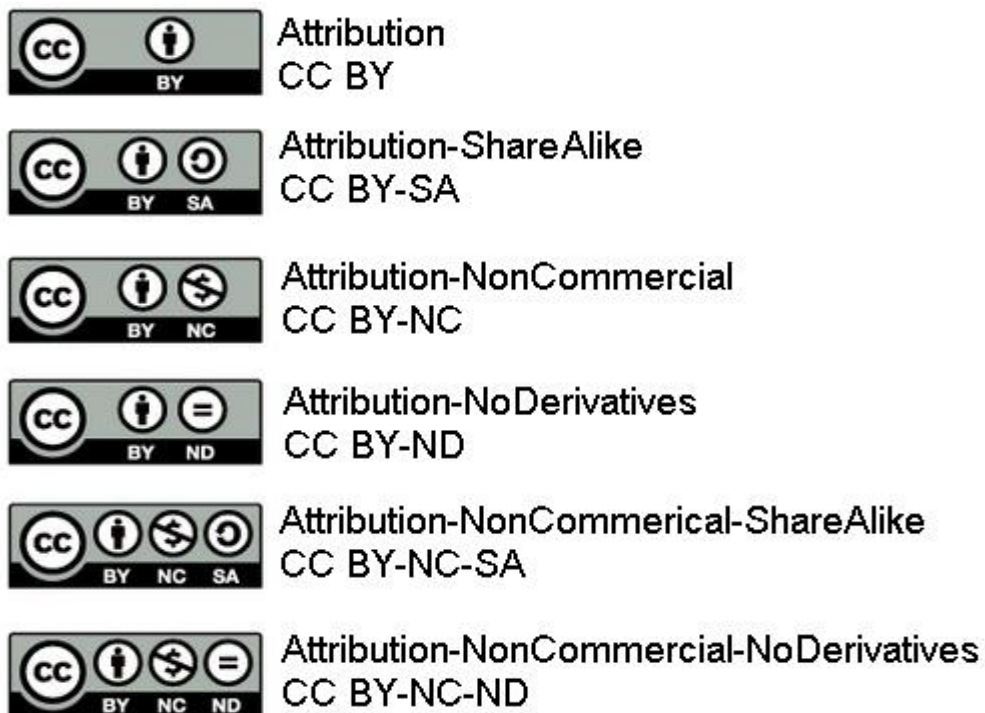 cc BY
Attribution
CC BY
cc BY SA
Attribution-ShareAlike
CC BY-SA
cc $ BY NC
Attribution-NonCommercial
CC BY-NC
cc = BY ND
Attribution-NoDerivatives
CC BY-ND
cc $ BY NC SA
Attribution-NonCommerical-ShareAlike
CC BY-NC-SA
cc $ = BY NC ND
Attribution-NonCommercial-NoDerivatives
CC BY-NC-ND